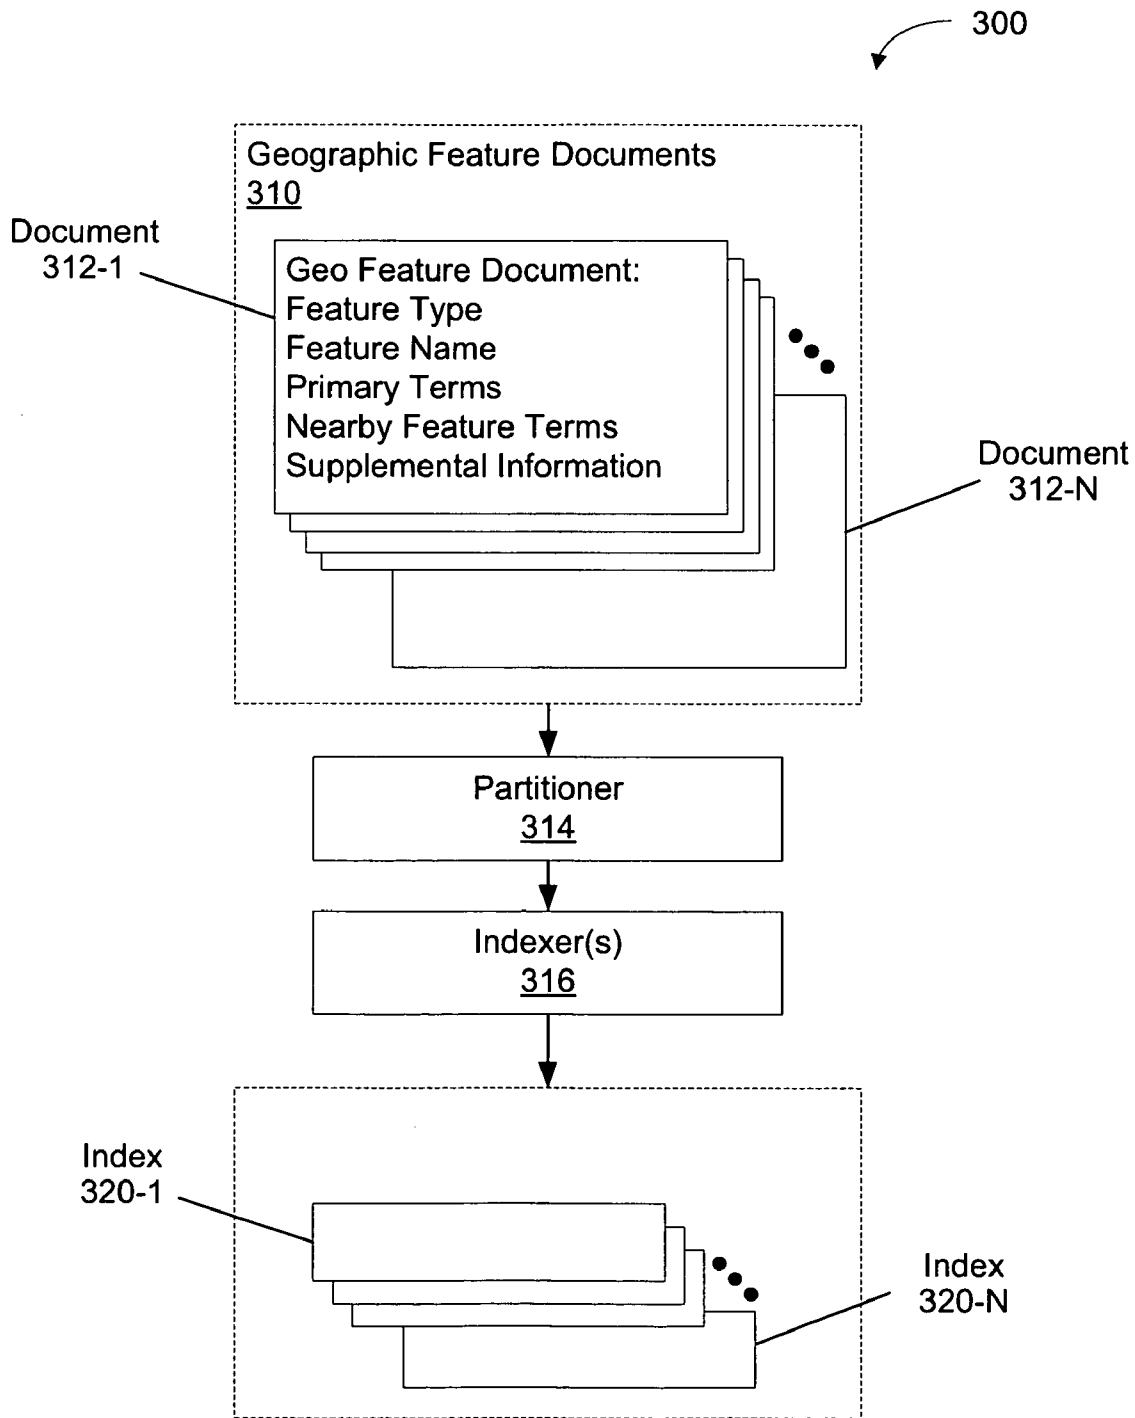 300
Geographic Feature Documents
310
Document
312-1
Geo Feature Document:
Feature Type
Feature Name
Primary Terms
Nearby Feature Terms
Supplemental Information
Document
312-N
Partitioner
314
Indexer(s)
316
Index
320-1
Index
320-N